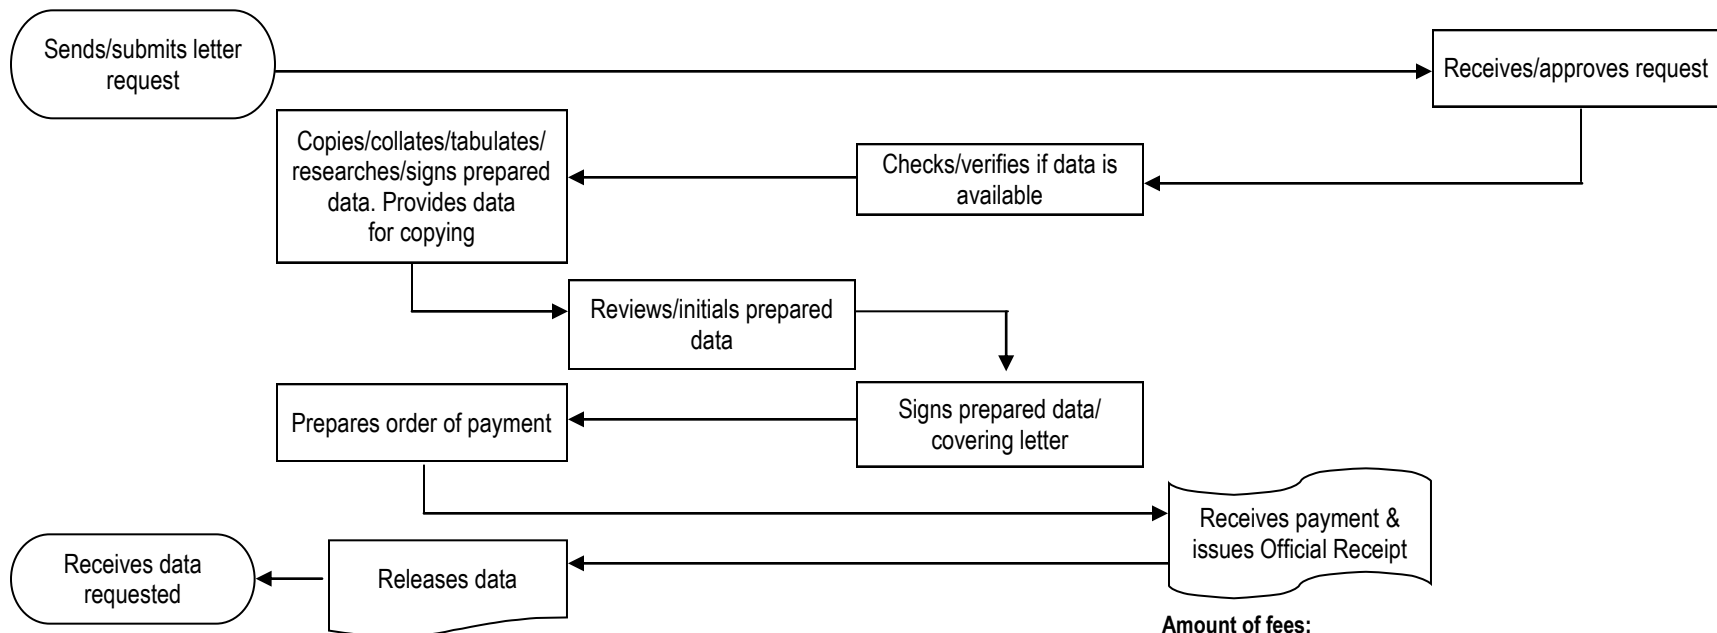 Sends/submits letter
request
Receives/approves request
Copies/collates/tabulates/
researches/signs prepared
data. Provides data
for copying
Checks/verifies if data is
available
Reviews/initials prepared
data
Prepares order of payment
Signs prepared data/
covering letter
Receives payment &
issues Official Receipt
Receives data
requested
Releases data
Amount of fees: